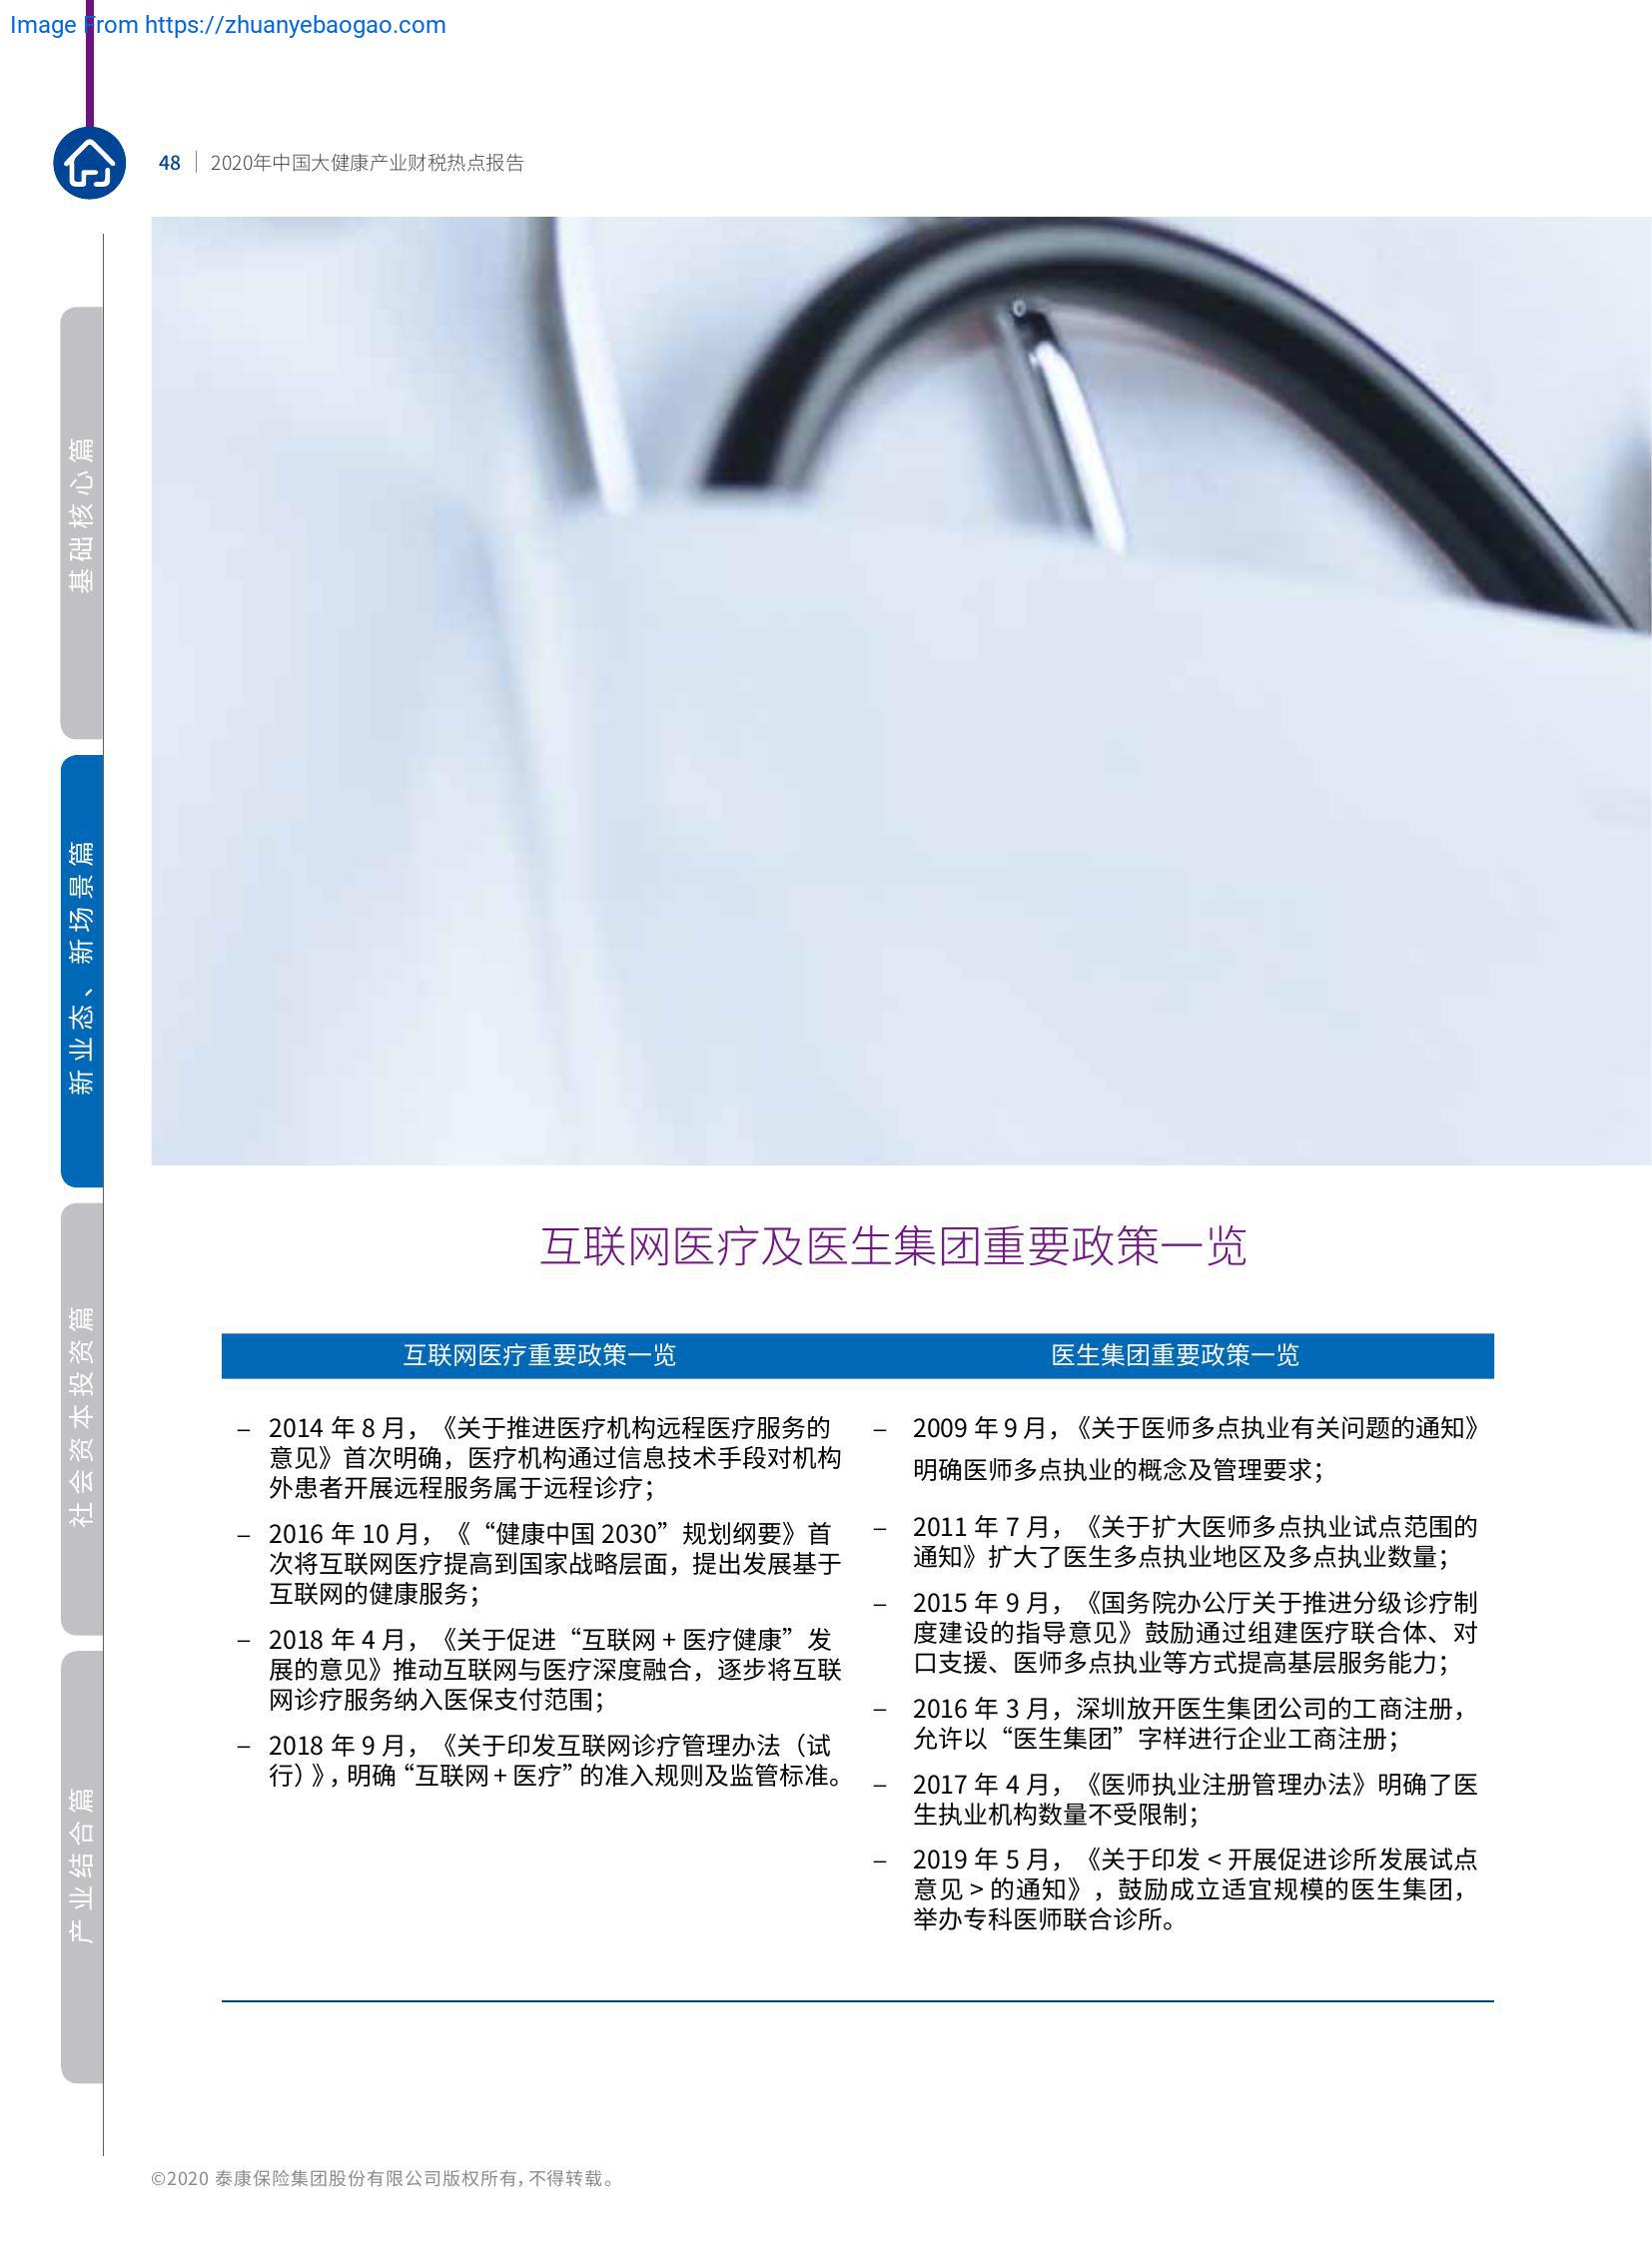 Image From https://zhuanyebaogao.com
48 2020年中国大健康产业财税热点报告
基础核心篇
新业态、新场景篇
社会资本投资篇
产业结合篇
互联网医疗及医生集团重要政策一览
互联网医疗重要政策一览
– 2014 年 8 月，《关于推进医疗机构远程医疗服务的
意见》首次明确，医疗机构通过信息技术手段对机构
外患者开展远程服务属于远程诊疗；
– 2016 年 10 月，《“健康中国 2030”规划纲要》首
次将互联网医疗提高到国家战略层面，提出发展基于
互联网的健康服务；
– 2018 年 4 月，《关于促进“互联网 + 医疗健康”发
展的意见》推动互联网与医疗深度融合，逐步将互联
网诊疗服务纳入医保支付范围；
– 2018 年 9 月，《关于印发互联网诊疗管理办法（试
行）》，明确“互联网 + 医疗”的准入规则及监管标准。
医生集团重要政策一览
– 2009 年 9 月，《关于医师多点执业有关问题的通知》
明确医师多点执业的概念及管理要求；
– 2011 年 7 月，《关于扩大医师多点执业试点范围的
通知》扩大了医生多点执业地区及多点执业数量；
– 2015 年 9 月，《国务院办公厅关于推进分级诊疗制
度建设的指导意见》鼓励通过组建医疗联合体、对
口支援、医师多点执业等方式提高基层服务能力；
– 2016 年 3 月，深圳放开医生集团公司的工商注册，
允许以“医生集团”字样进行企业工商注册；
– 2017 年 4 月，《医师执业注册管理办法》明确了医
生执业机构数量不受限制；
– 2019 年 5 月，《关于印发 < 开展促进诊所发展试点
意见 > 的通知》，鼓励成立适宜规模的医生集团，
举办专科医师联合诊所。
©2020 泰康保险集团股份有限公司版权所有，不得转载。